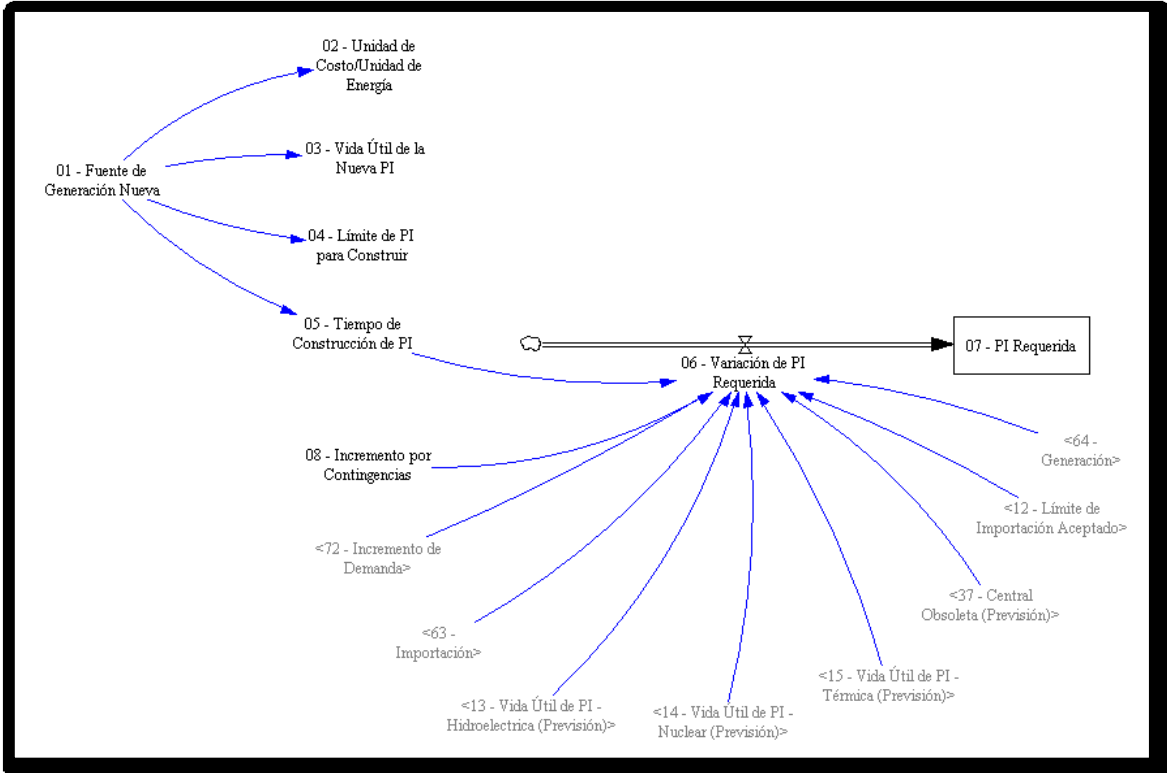 02 - Unidad de
Costo/Unidad de
Energía
03 - Vida Útil de la
Nueva PI
01 - Fuente de
Generación Nueva
04 - Límite de PI
para Construir
05 - Tiempo de
Construcción de PI
06 - Variación de PI
Requerida
07 - PI Requerida
08 - Incremento por
Contingencias
<64 -
Generación>
<12 - Límite de
Importación Aceptado>
<72 - Incremento de
Demanda>
<37 - Central
Obsoleta (Previsión)>
<63 -
Importación>
<15 - Vida Útil de PI -
Térmica (Previsión)>
<13 - Vida Útil de PI -
Hidroelectrica (Previsión)>
<14 - Vida Útil de PI -
Nuclear (Previsión)>